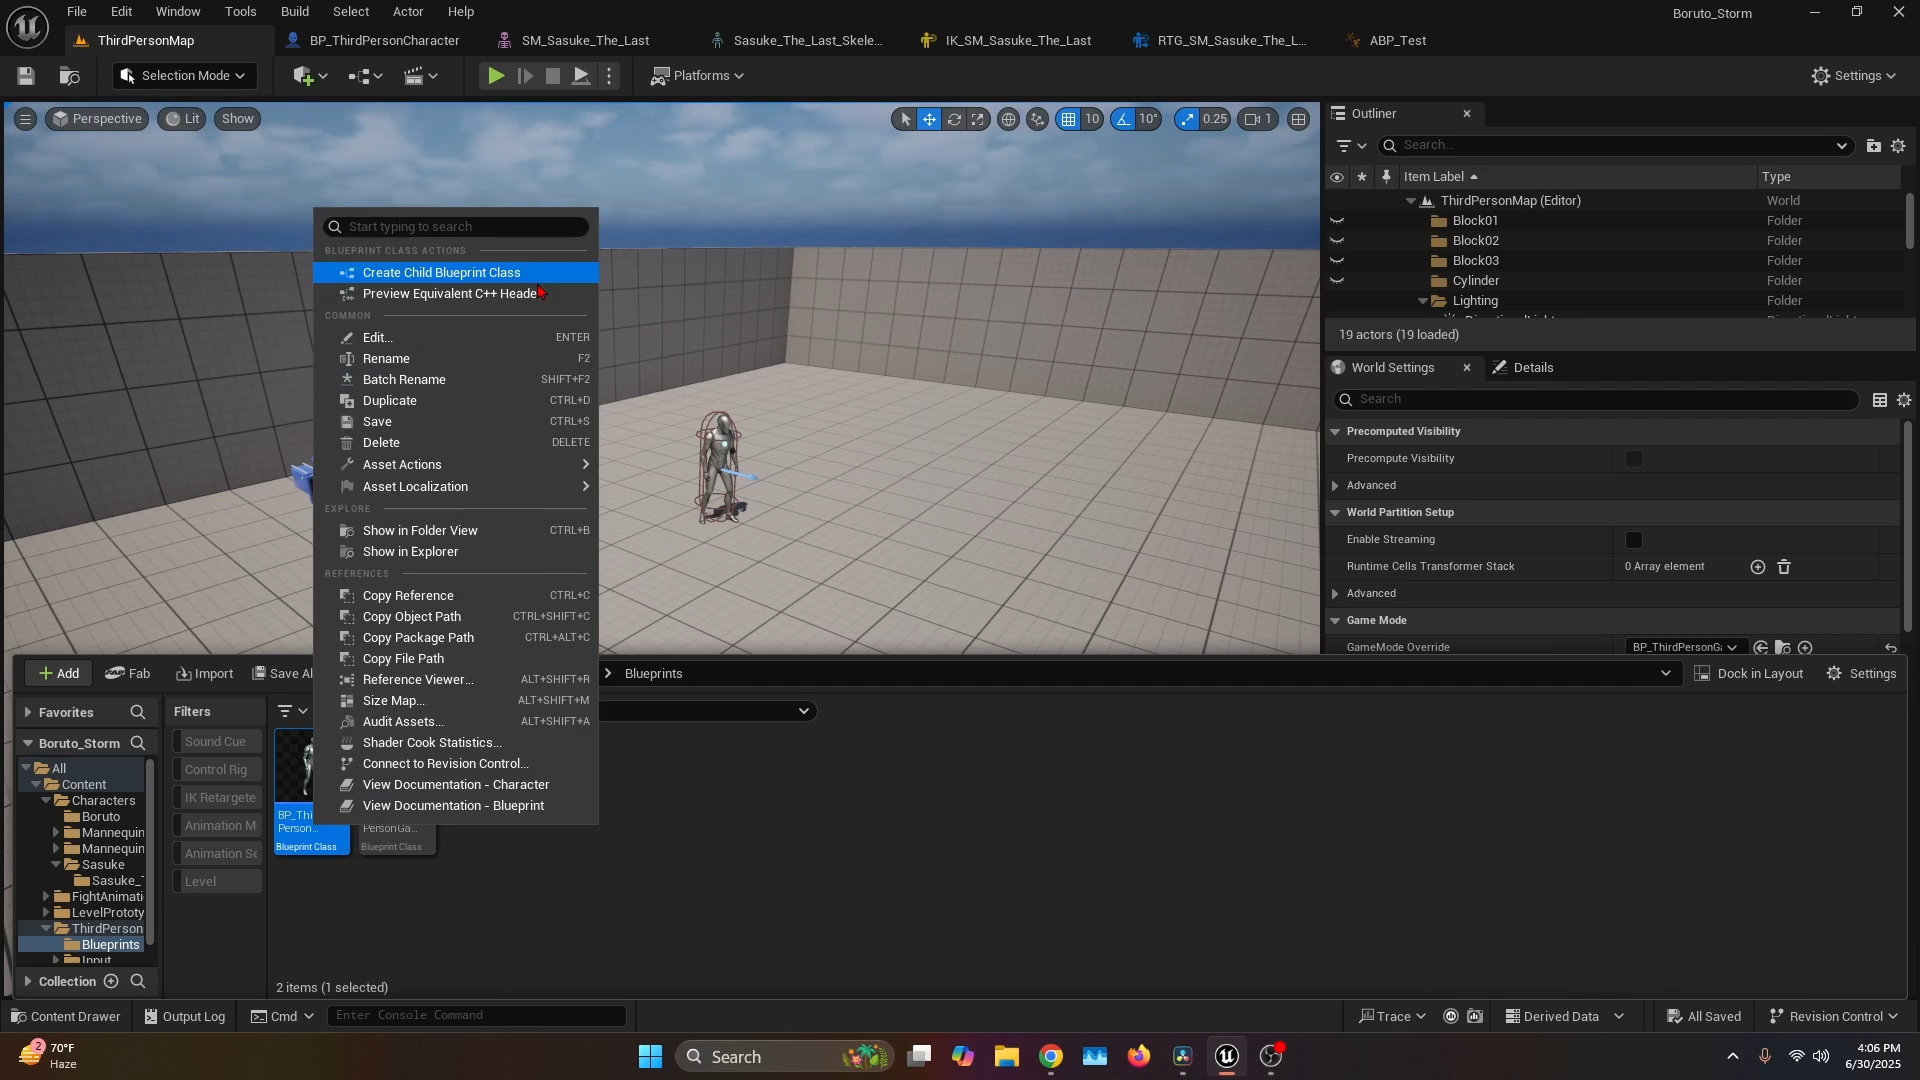 File Edit Window Tools Build Select Actor Help
Boruto_Storm
ThirdPersonMap
BP_ThirdPersonCharacter
SM_Sasuke_The_Last
Sasuke_The_Last_Skele...
IK_SM_Sasuke_The_Last
RTG_SM_Sasuke_The_L...
ABP_Test
Selection Mode
Platforms
Settings
Perspective
Lit
Show
10
10°
0.25
1
Outliner
Search...
Item Label
Type
ThirdPersonMap (Editor) World
Block01 Folder
Block02 Folder
Block03 Folder
Cylinder Folder
Lighting Folder
19 actors (19 loaded)
World Settings
Details
Search
Precomputed Visibility
Precompute Visibility
Advanced
World Partition Setup
Enable Streaming
Runtime Cells Transformer Stack 0 Array element
Advanced
Game Mode
GameMode Override BP_ThirdPersonGa
Start typing to search
BLUEPRINT CLASS ACTIONS
Create Child Blueprint Class
Preview Equivalent C++ Heade
COMMON
Edit... ENTER
Rename F2
Batch Rename SHIFT+F2
Duplicate CTRL+D
Save CTRL+S
Delete DELETE
Asset Actions
Asset Localization
EXPLORE
Show in Folder View CTRL+B
Show in Explorer
REFERENCES
Copy Reference CTRL+C
Copy Object Path CTRL+SHIFT+C
Copy Package Path CTRL+ALT+C
Copy File Path
Reference Viewer... ALT+SHIFT+R
Size Map... ALT+SHIFT+M
Audit Assets... ALT+SHIFT+A
Shader Cook Statistics...
Connect to Revision Control...
View Documentation - Character
View Documentation - Blueprint
Add
Fab
Import
Save Al
Blueprints
Dock in Layout
Settings
Favorites
Boruto_Storm
All
Content
Characters
Boruto
Mannequin
Mannequin
Sasuke
Sasuke_
FightAnimati
LevelPrototy
ThirdPerson
Blueprints
Input
Collection
Filters
Sound Cue
Control Rig
IK Retargete
Animation M
Animation Se
Level
BP_Thi
Person...
Blueprint Class
PersonGa...
Blueprint Class
2 items (1 selected)
Content Drawer
Output Log
Cmd
Enter Console Command
Trace
Derived Data
All Saved
Revision Control
2
70°F
Haze
Search
4:06 PM
6/30/2025